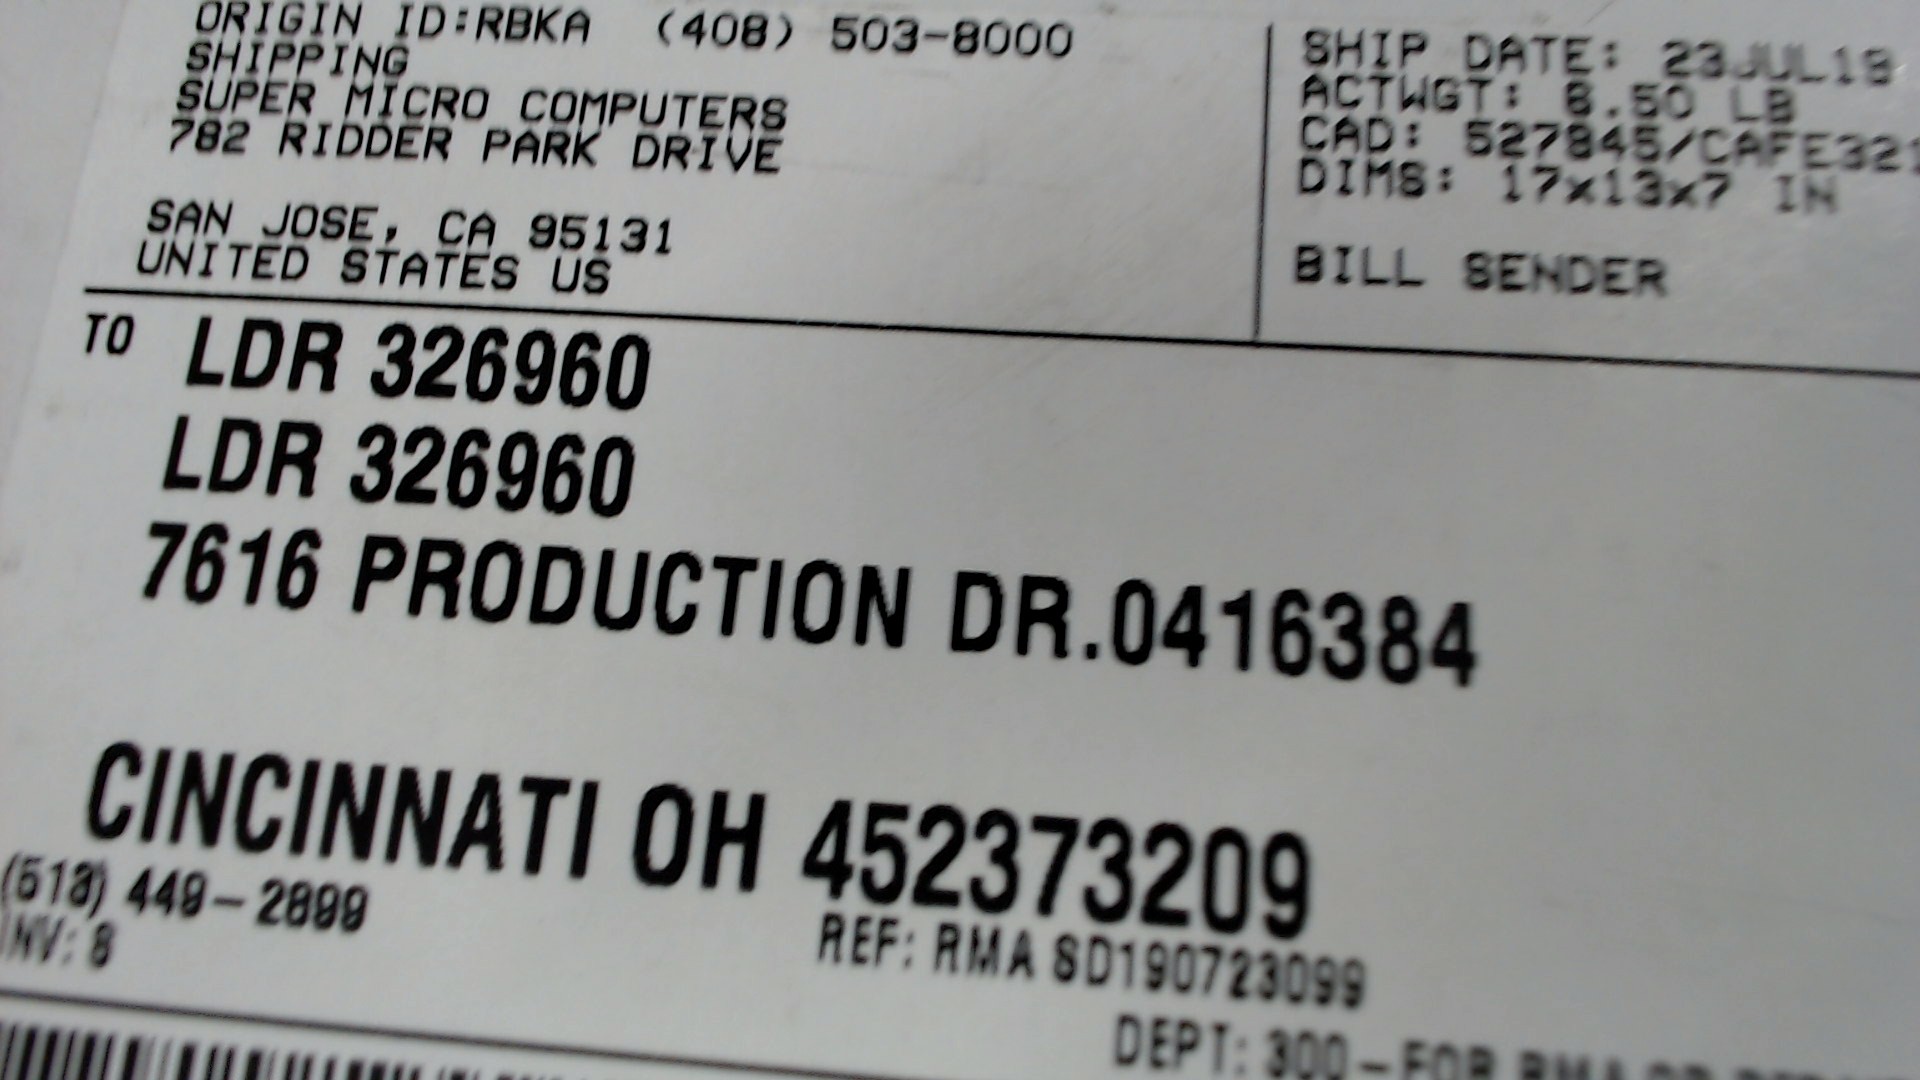 ORIGIN ID:RBKA (408) 503-8000
SHIPPING
SUPER MICRO COMPUTERS
782 RIDDER PARK DRIVE
SAN JOSE, CA 95131
UNITED STATES US
SHIP DATE: 23JUL19
ACTWGT: 8.50 LB
CAD: 527845/CAFE321
DIMS: 17x13x7 IN
BILL SENDER
TO LDR 326960
LDR 326960
7616 PRODUCTION DR.0416384
CINCINNATI OH 452373209
(513) 449-2899
INV: 8
REF: RMA SD190723099
DEPT: 300-FOR RMA OR